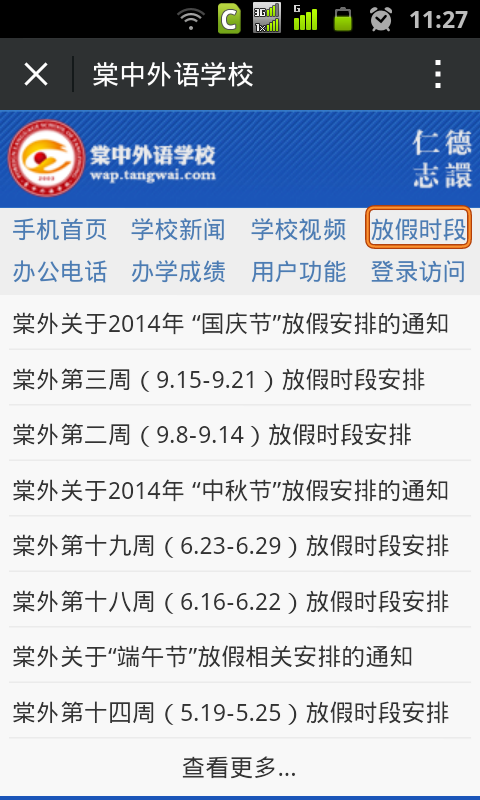 11:27
棠中外语学校
棠中外语学校
wap.tangwai.com
仁德
志譞
手机首页 学校新闻 学校视频 放假时段
办公电话 办学成绩 用户功能 登录访问
棠外关于2014年 “国庆节”放假安排的通知
棠外第三周（9.15-9.21）放假时段安排
棠外第二周（9.8-9.14）放假时段安排
棠外关于2014年 “中秋节”放假安排的通知
棠外第十九周（6.23-6.29）放假时段安排
棠外第十八周（6.16-6.22）放假时段安排
棠外关于“端午节”放假相关安排的通知
棠外第十四周（5.19-5.25）放假时段安排
查看更多...